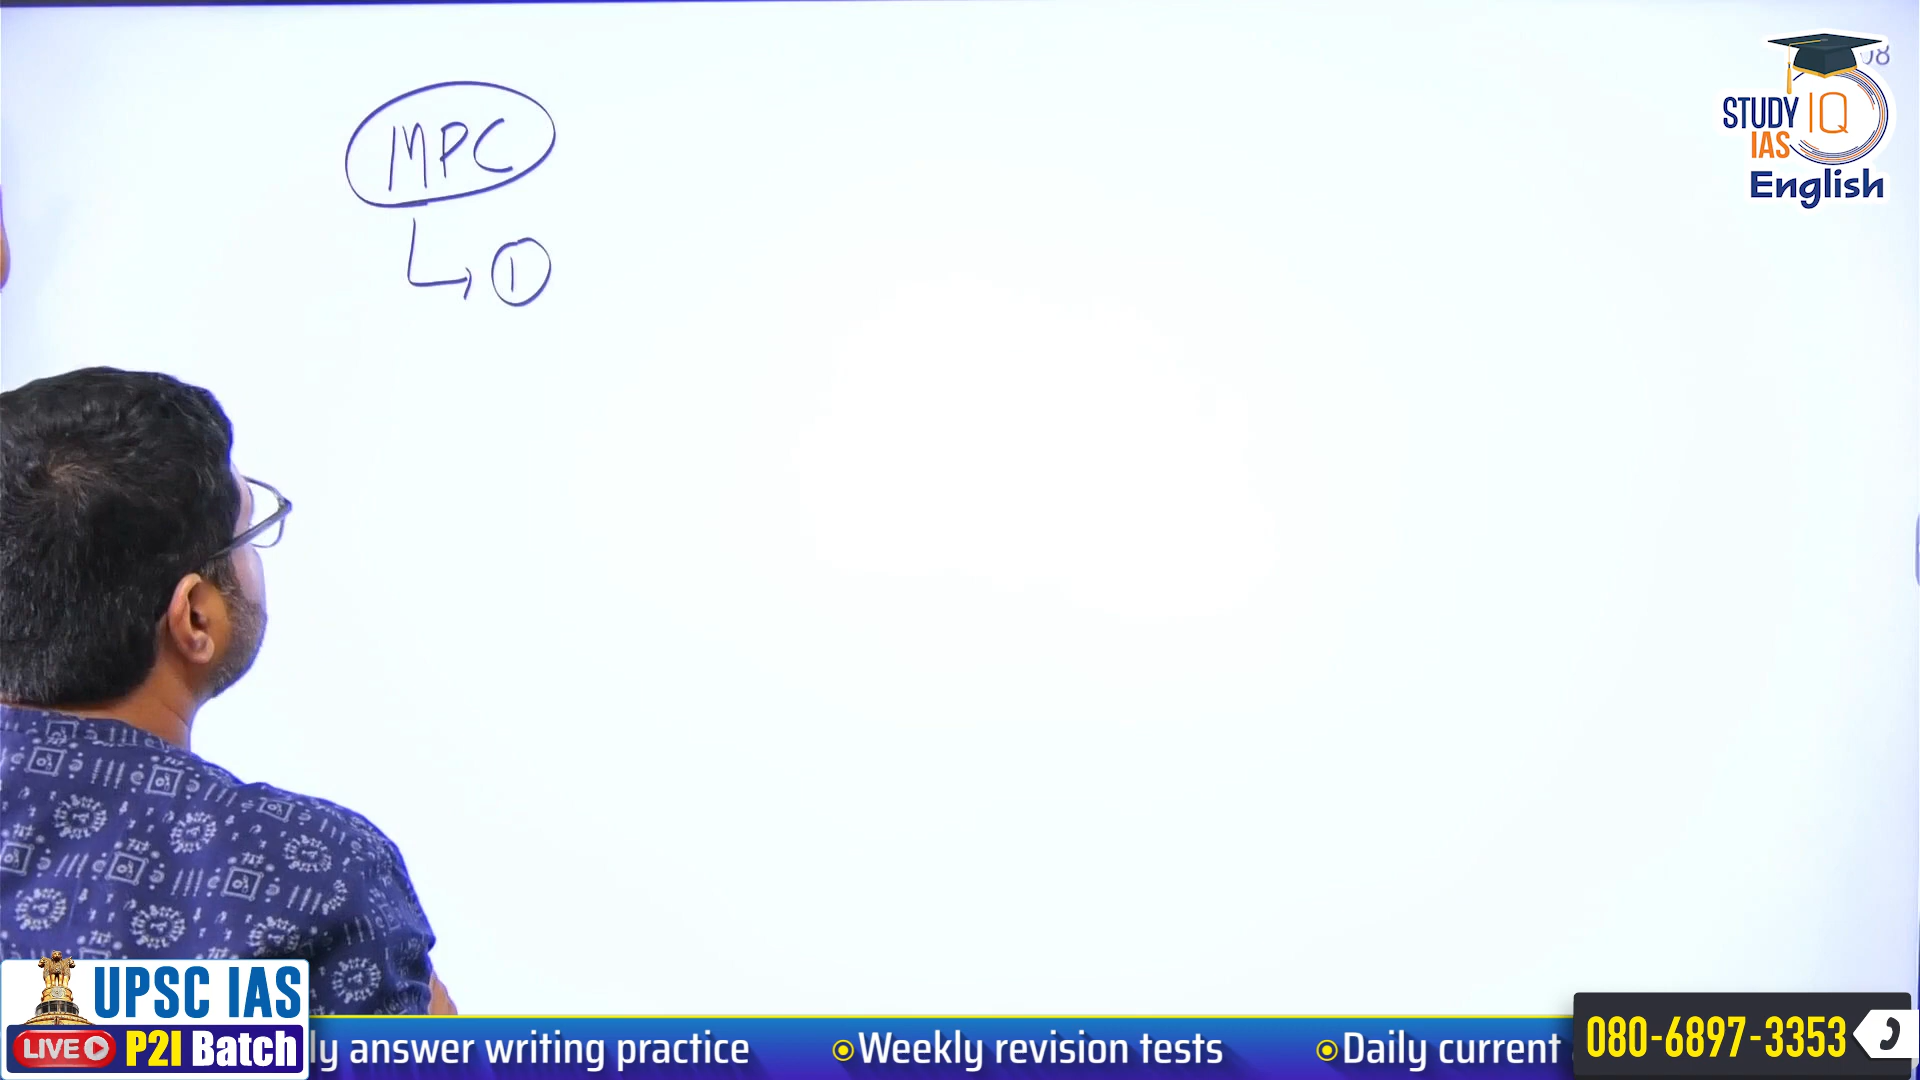 MPC
1
08
STUDY IQ
IAS
English
UPSC IAS
LIVE P2I Batch
ly answer writing practice
Weekly revision tests
Daily current
080-6897-3353